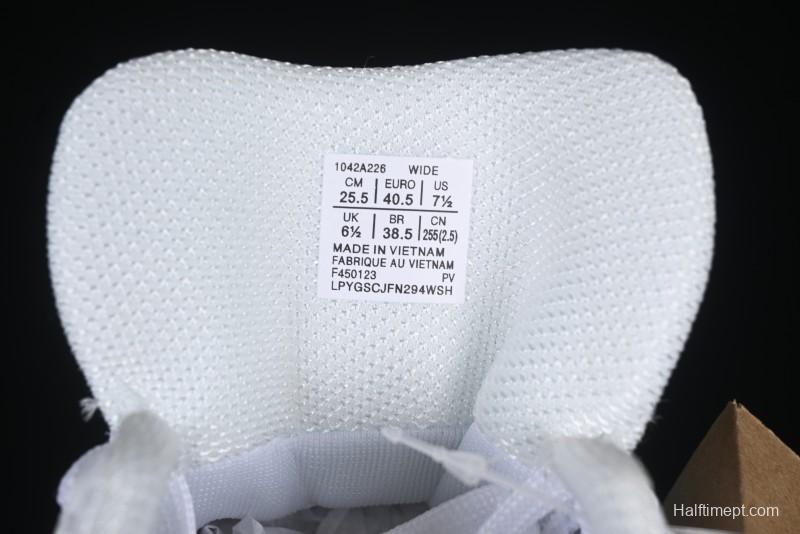 1042A226 WIDE
CM EURO US
25.5 40.5 7½
UK BR CN
6½ 38.5 255(2.5)
MADE IN VIETNAM
FABRIQUE AU VIETNAM
F450123 PV
LPYGSCJFN294WSH
Halftimept.com